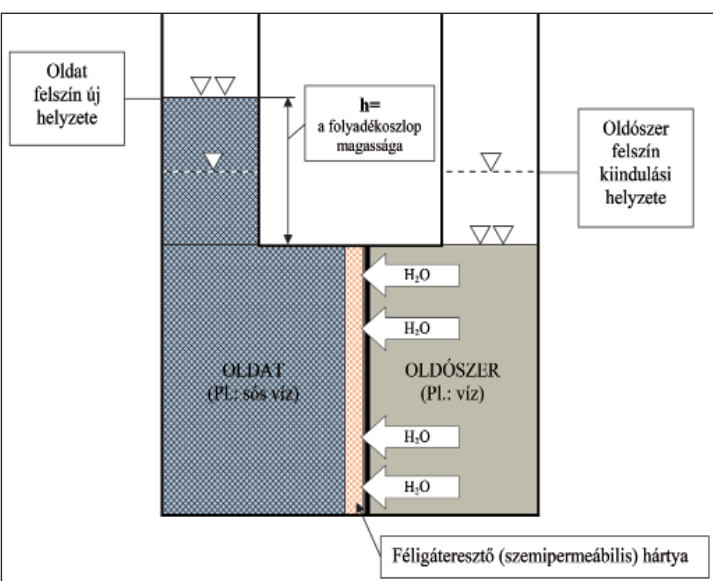 Oldat
felszín új
helyzete
h=
a folyadékoszlop
magassága
Oldószer
felszín
kiindulási
helyzete
H₂O
H₂O
OLDAT
(Pl.: sós víz)
OLDÓSZER
(Pl.: víz)
H₂O
H₂O
Féligáteresztő (szemipermeábilis) hártya